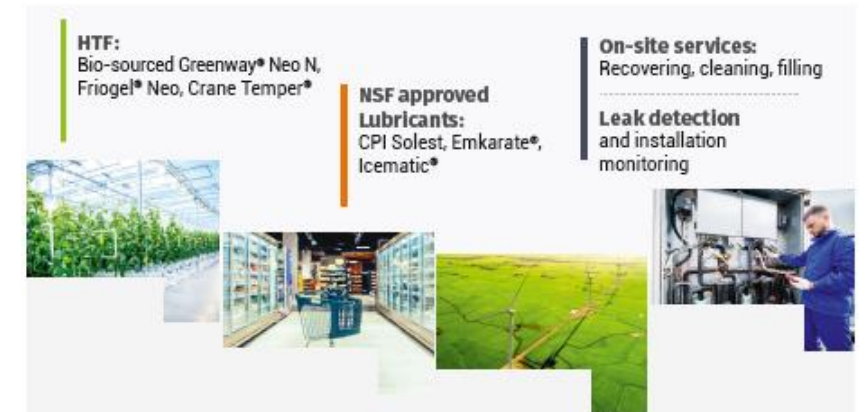 HTF:
Bio-sourced Greenway® Neo N,
Friogel® Neo, Crane Temper®
NSF approved
Lubricants:
CPI Solest, Emkarate®,
Icematic®
On-site services:
Recovering, cleaning, filling
Leak detection
and installation
monitoring